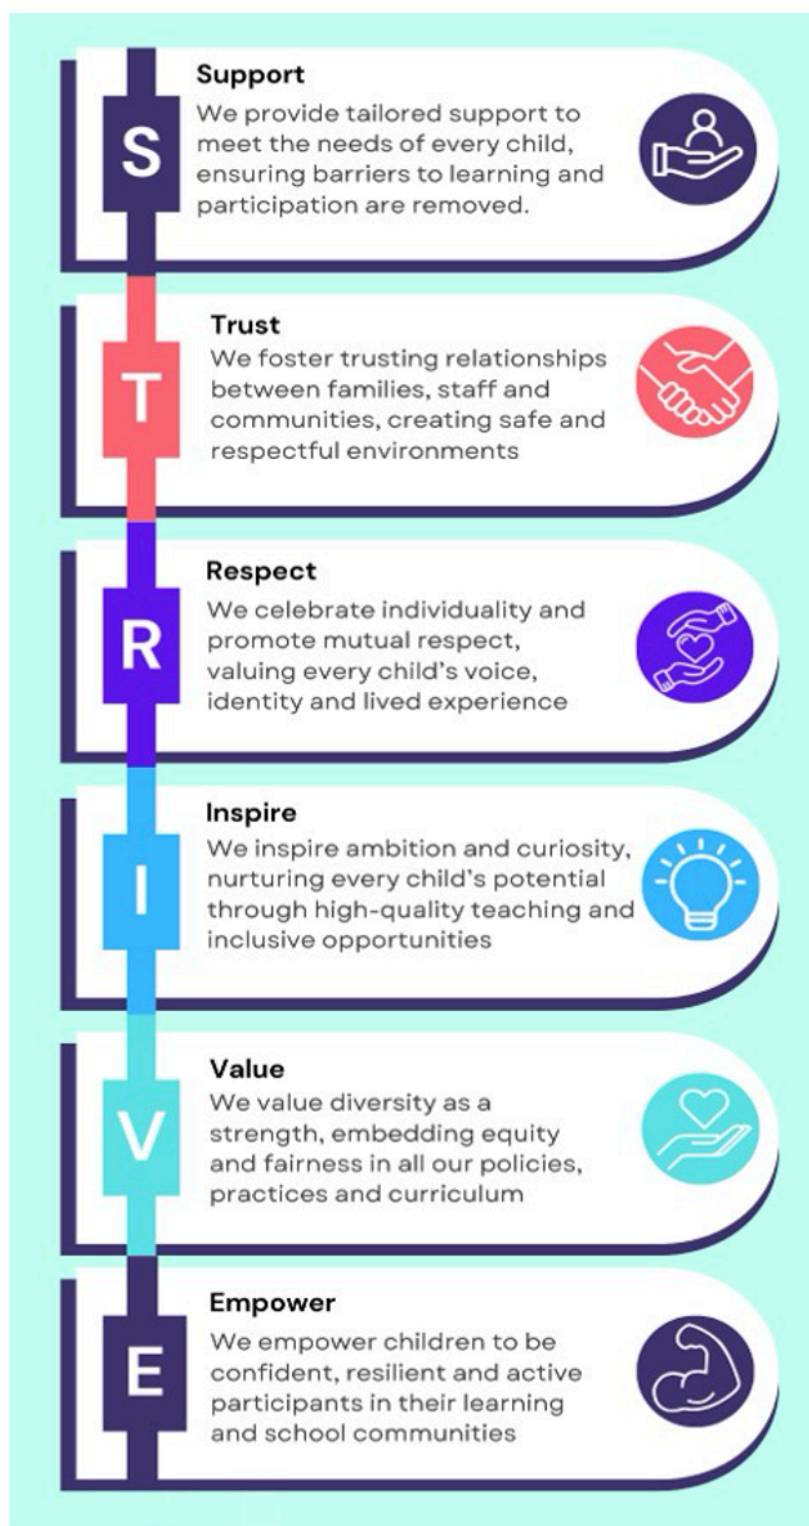 S
Support
We provide tailored support to
meet the needs of every child,
ensuring barriers to learning and
participation are removed.
T
Trust
We foster trusting relationships
between families, staff and
communities, creating safe and
respectful environments
R
Respect
We celebrate individuality and
promote mutual respect,
valuing every child's voice,
identity and lived experience
I
Inspire
We inspire ambition and curiosity,
nurturing every child's potential
through high-quality teaching and
inclusive opportunities
V
Value
We value diversity as a
strength, embedding equity
and fairness in all our policies,
practices and curriculum
E
Empower
We empower children to be
confident, resilient and active
participants in their learning
and school communities